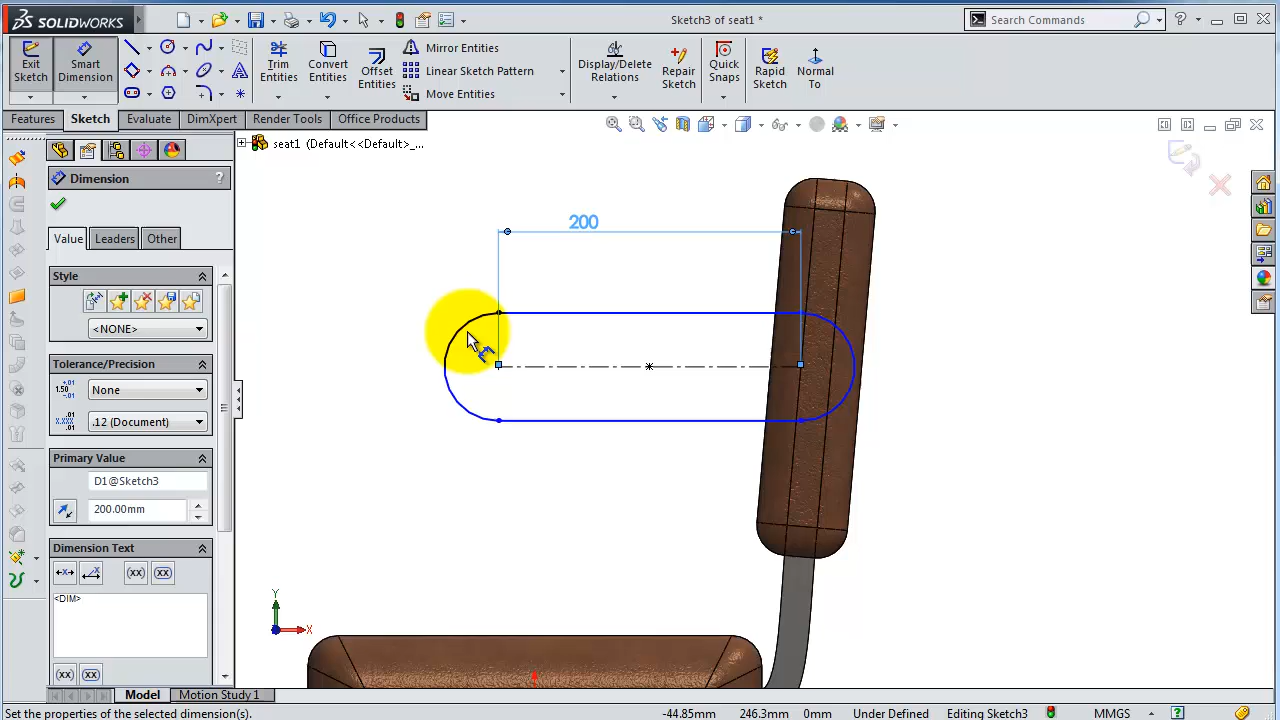 SOLIDWORKS
Sketch3 of seat1 *
Search Commands
Exit Sketch
Smart Dimension
Trim Entities
Convert Entities
Offset Entities
Mirror Entities
Linear Sketch Pattern
Move Entities
Display/Delete Relations
Repair Sketch
Quick Snaps
Rapid Sketch
Normal To
Features
Sketch
Evaluate
DimXpert
Render Tools
Office Products
seat1 (Default<<Default>_...
Dimension
?
Value
Leaders
Other
Style
<NONE>
Tolerance/Precision
None
.12 (Document)
Primary Value
D1@Sketch3
200.00mm
Dimension Text
(xx)
(xx)
<DIM>
(xx)
(xx)
200
Y
X
Model
Motion Study 1
Set the properties of the selected dimension(s).
-44.85mm
246.3mm
0mm
Under Defined
Editing Sketch3
MMGS
?